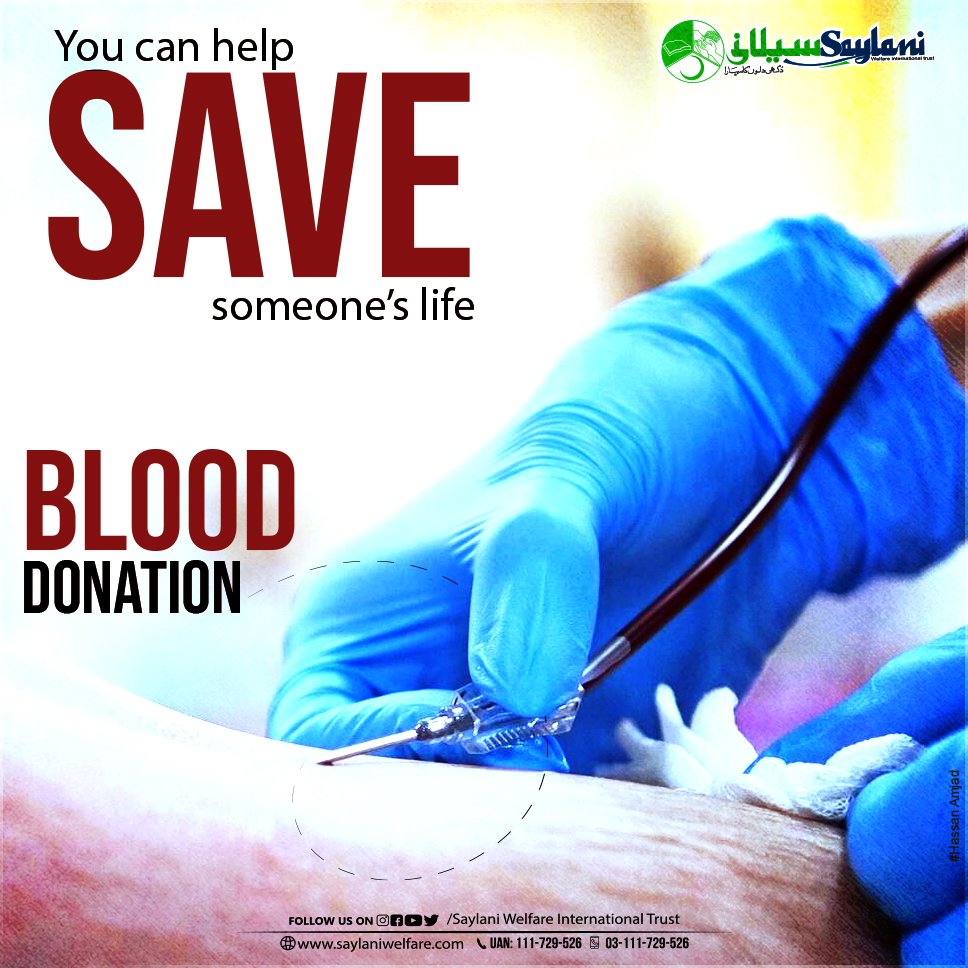 You can help
SAVE
someone's life
سیلانی Saylani
Welfare International trust
BLOOD
DONATION
#Hassan Amjad
FOLLOW US ON /Saylani Welfare International Trust
www.saylaniwelfare.com UAN: 111-729-526 03-111-729-526